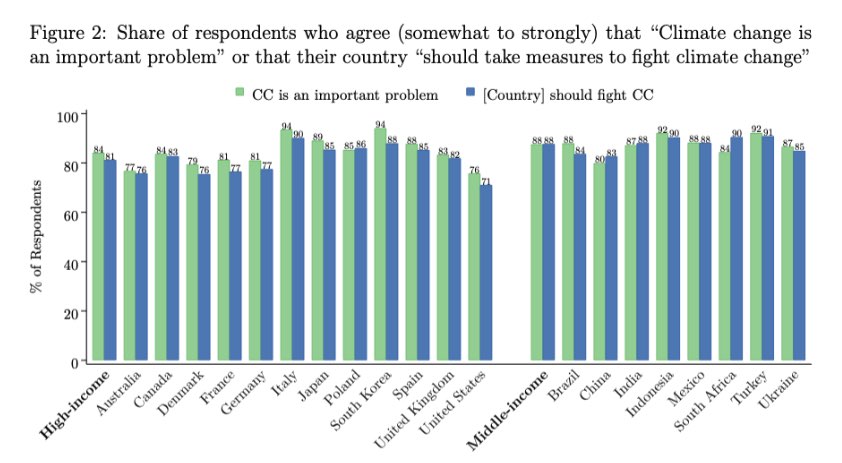 Figure 2: Share of respondents who agree (somewhat to strongly) that “Climate change is
an important problem” or that their country “should take measures to fight climate change”
CC is an important problem
[Country] should fight CC
% of Respondents
100
80
60
40
20
0
84 81
77 76
84 83
79 76
81 77
81 77
94 90
89 85
85 86
94 88
88 85
83 82
76 71
88 88
88 84
80 83
87 88
92 90
88 88
84 90
92 91
87 85
High-income
Australia
Canada
Denmark
France
Germany
Italy
Japan
Poland
South Korea
Spain
United Kingdom
United States
Middle-income
Brazil
China
India
Indonesia
Mexico
South Africa
Turkey
Ukraine